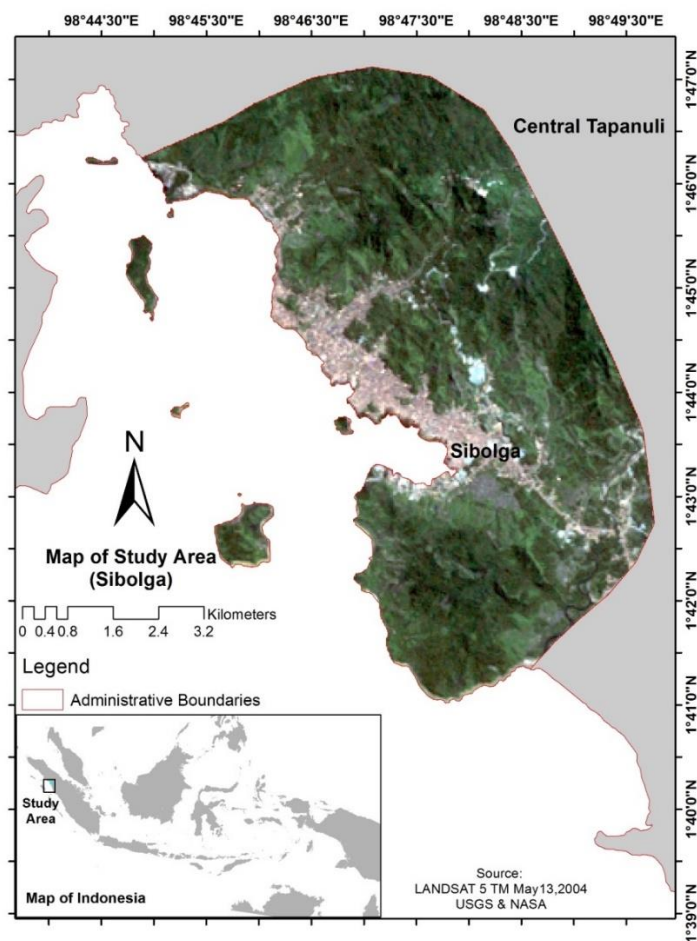 98°44'30"E 98°45'30"E 98°46'30"E 98°47'30"E 98°48'30"E 98°49'30"E
1°47'0"N
Central Tapanuli
1°46'0"N
1°45'0"N
1°44'0"N
N
Sibolga
1°43'0"N
Map of Study Area
(Sibolga)
1°42'0"N
Kilometers
0 0.4 0.8 1.6 2.4 3.2
Legend
Administrative Boundaries
1°41'0"N
Study
Area
1°40'0"N
Map of Indonesia
Source:
LANDSAT 5 TM May13,2004
USGS & NASA
1°39'0"N